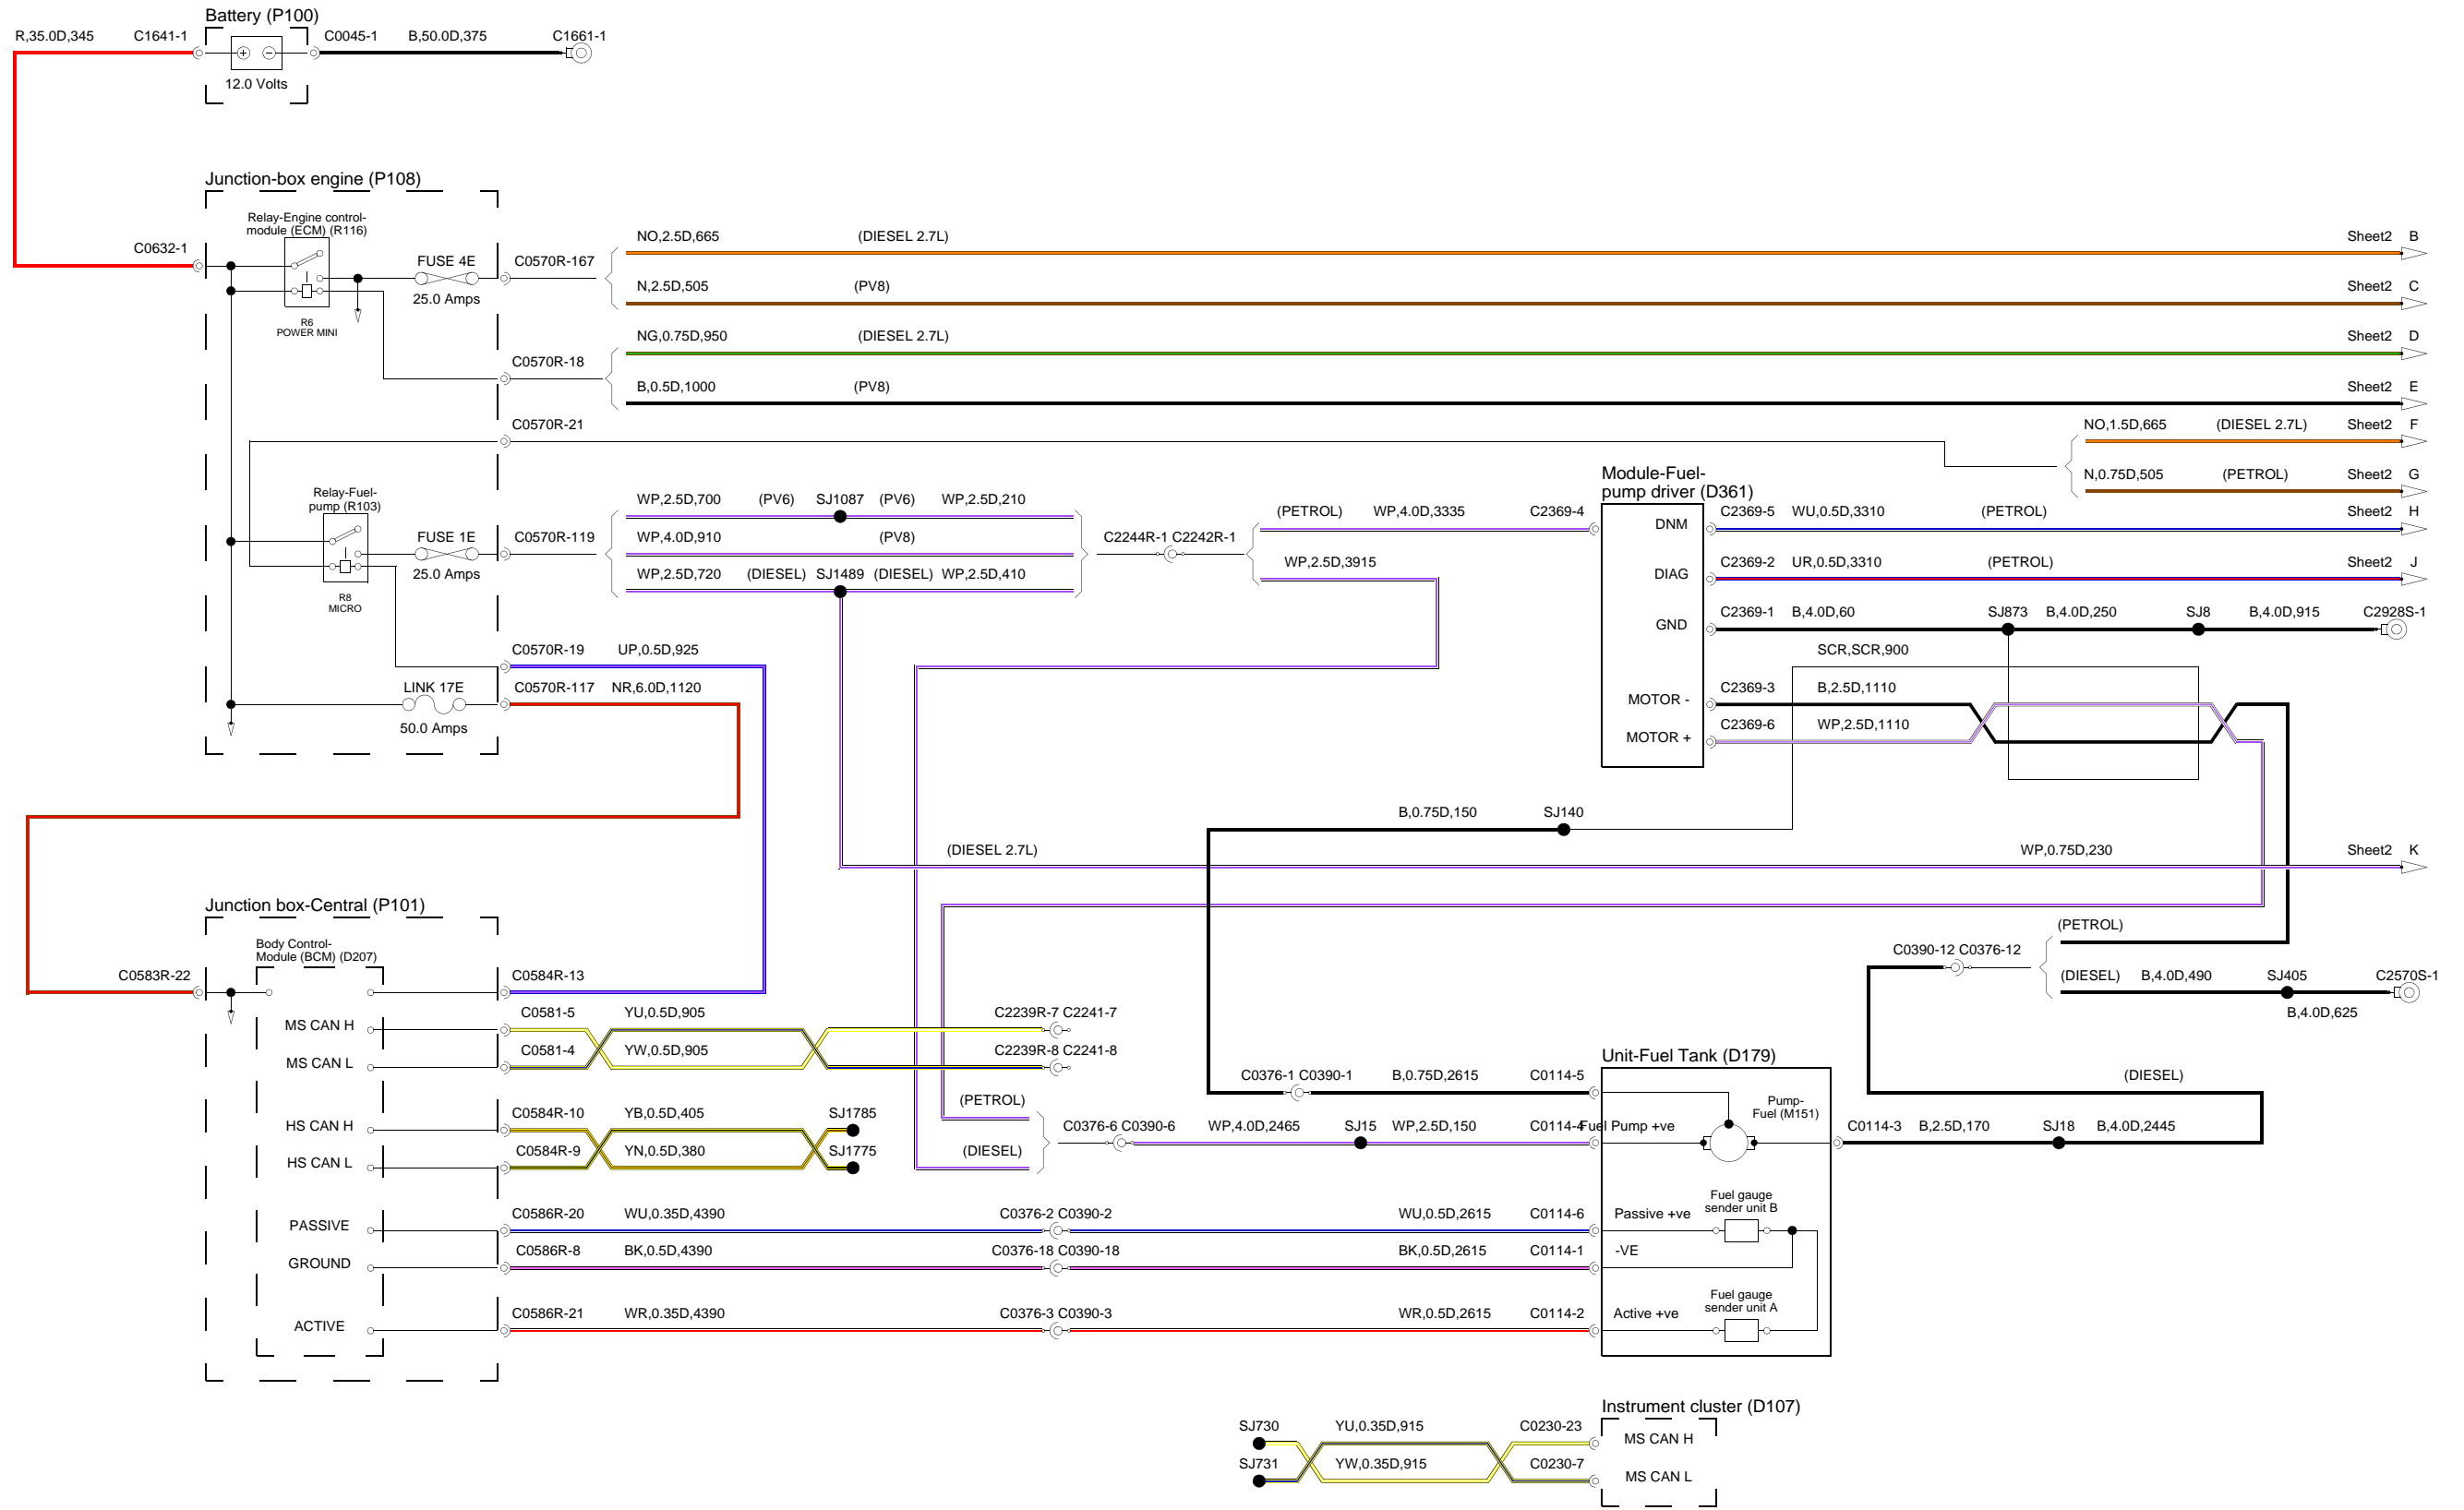 Battery (P100)
R,35.0D,345 C1641-1 C0045-1 B,50.0D,375 C1661-1
12.0 Volts
Junction-box engine (P108)
Relay-Engine control-
module (ECM) (R116)
C0632-1
FUSE 4E C0570R-167
25.0 Amps
R6
POWER MINI
NO,2.5D,665 (DIESEL 2.7L) Sheet2 B
N,2.5D,505 (PV8) Sheet2 C
NG,0.75D,950 (DIESEL 2.7L) Sheet2 D
C0570R-18
B,0.5D,1000 (PV8) Sheet2 E
C0570R-21
NO,1.5D,665 (DIESEL 2.7L) Sheet2 F
N,0.75D,505 (PETROL) Sheet2 G
Relay-Fuel-
pump (R103)
FUSE 1E C0570R-119
25.0 Amps
R8
MICRO
WP,2.5D,700 (PV6) SJ1087 (PV6) WP,2.5D,210
WP,4.0D,910 (PV8)
WP,2.5D,720 (DIESEL) SJ1489 (DIESEL) WP,2.5D,410
C2244R-1 C2242R-1
(PETROL) WP,4.0D,3335 C2369-4
WP,2.5D,3915
Module-Fuel-
pump driver (D361)
DNM C2369-5 WU,0.5D,3310 (PETROL) Sheet2 H
DIAG C2369-2 UR,0.5D,3310 (PETROL) Sheet2 J
GND C2369-1 B,4.0D,60 SJ873 B,4.0D,250 SJ8 B,4.0D,915 C2928S-1
SCR,SCR,900
MOTOR - C2369-3 B,2.5D,1110
MOTOR + C2369-6 WP,2.5D,1110
C0570R-19 UP,0.5D,925
LINK 17E C0570R-117 NR,6.0D,1120
50.0 Amps
B,0.75D,150 SJ140
(DIESEL 2.7L) WP,0.75D,230 Sheet2 K
Junction box-Central (P101)
Body Control-
Module (BCM) (D207)
C0583R-22 C0584R-13
(PETROL)
C0390-12 C0376-12
(DIESEL) B,4.0D,490 SJ405 C2570S-1
B,4.0D,625
MS CAN H C0581-5 YU,0.5D,905 C2239R-7 C2241-7
MS CAN L C0581-4 YW,0.5D,905 C2239R-8 C2241-8
HS CAN H C0584R-10 YB,0.5D,405 SJ1785
HS CAN L C0584R-9 YN,0.5D,380 SJ1775
(PETROL)
(DIESEL)
C0376-1 C0390-1 B,0.75D,2615 C0114-5
C0376-6 C0390-6 WP,4.0D,2465 SJ15 WP,2.5D,150 C0114-4
Unit-Fuel Tank (D179)
Pump-
Fuel (M151)
Fuel Pump +ve
C0114-3 B,2.5D,170 SJ18 B,4.0D,2445
(DIESEL)
PASSIVE C0586R-20 WU,0.35D,4390 C0376-2 C0390-2 WU,0.5D,2615 C0114-6 Passive +ve
Fuel gauge
sender unit B
GROUND C0586R-8 BK,0.5D,4390 C0376-18 C0390-18 BK,0.5D,2615 C0114-1 -VE
ACTIVE C0586R-21 WR,0.35D,4390 C0376-3 C0390-3 WR,0.5D,2615 C0114-2 Active +ve
Fuel gauge
sender unit A
Instrument cluster (D107)
SJ730 YU,0.35D,915 C0230-23 MS CAN H
SJ731 YW,0.35D,915 C0230-7 MS CAN L